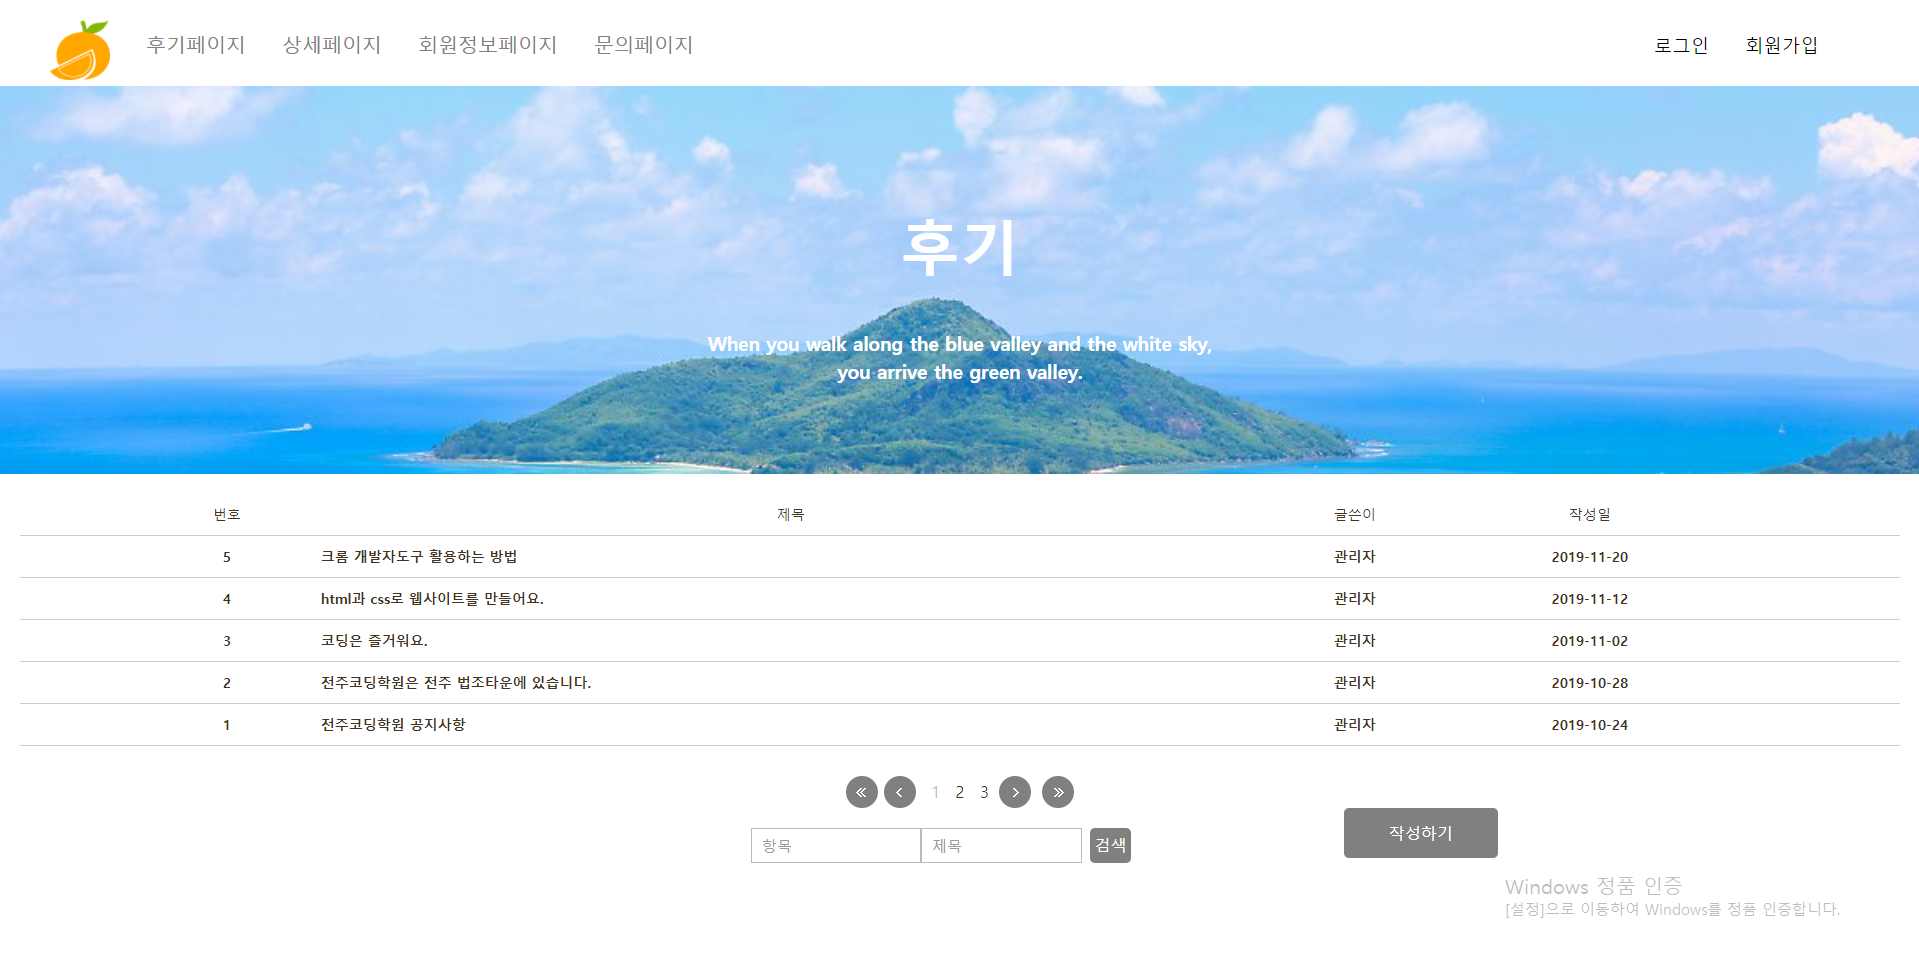 후기페이지 상세페이지 회원정보페이지 문의페이지 로그인 회원가입
후기
When you walk along the blue valley and the white sky,
you arrive the green valley.
번호 제목 글쓴이 작성일
5 크롬 개발자도구 활용하는 방법 관리자 2019-11-20
4 html과 css로 웹사이트를 만들어요. 관리자 2019-11-12
3 코딩은 즐거워요. 관리자 2019-11-02
2 전주코딩학원은 전주 법조타운에 있습니다. 관리자 2019-10-28
1 전주코딩학원 공지사항 관리자 2019-10-24
1 2 3
항목 제목 검색 작성하기
Windows 정품 인증
[설정]으로 이동하여 Windows를 정품 인증합니다.